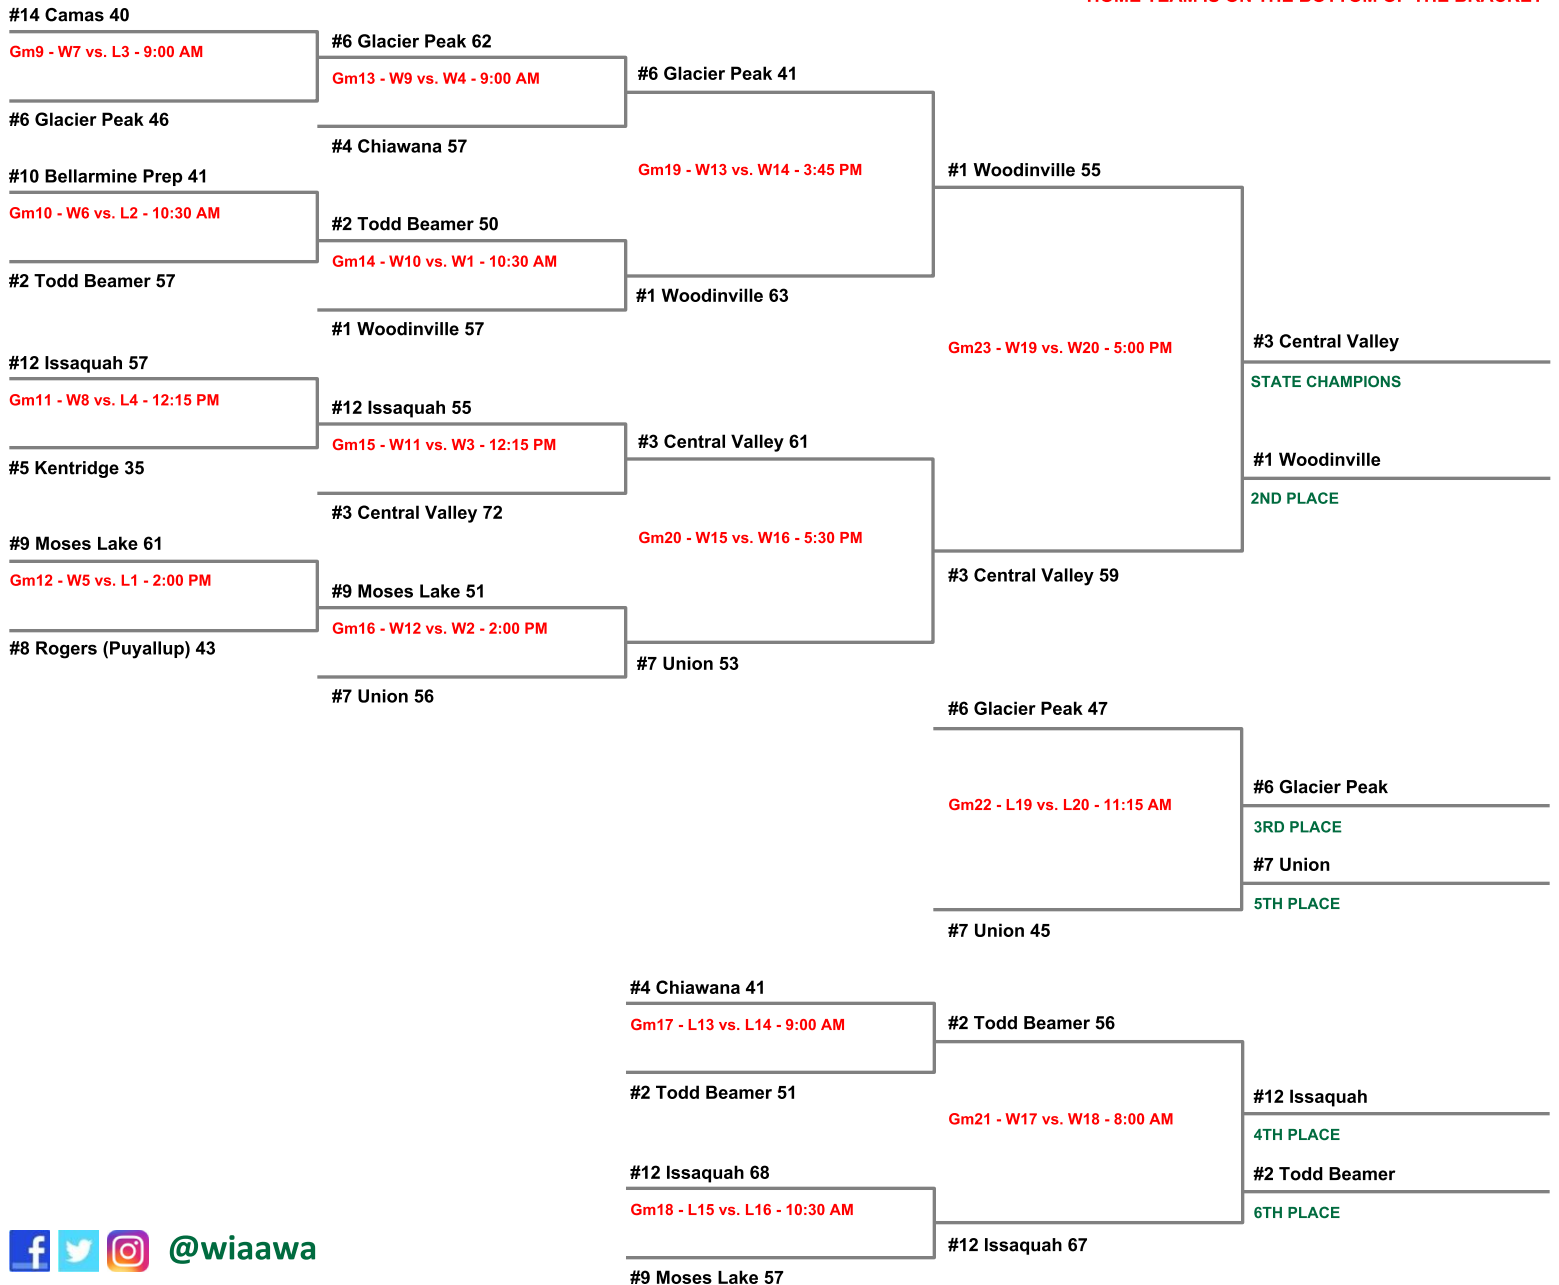 HOME TEAM IS ON THE BOTTOM OF THE BRACKET
#14 Camas 40
Gm9 - W7 vs. L3 - 9:00 AM
#6 Glacier Peak 46
#10 Bellarmine Prep 41
Gm10 - W6 vs. L2 - 10:30 AM
#2 Todd Beamer 57
#12 Issaquah 57
Gm11 - W8 vs. L4 - 12:15 PM
#5 Kentridge 35
#9 Moses Lake 61
Gm12 - W5 vs. L1 - 2:00 PM
#8 Rogers (Puyallup) 43
#6 Glacier Peak 62
Gm13 - W9 vs. W4 - 9:00 AM
#4 Chiawana 57
#2 Todd Beamer 50
Gm14 - W10 vs. W1 - 10:30 AM
#1 Woodinville 57
#12 Issaquah 55
Gm15 - W11 vs. W3 - 12:15 PM
#3 Central Valley 72
#9 Moses Lake 51
Gm16 - W12 vs. W2 - 2:00 PM
#7 Union 56
#6 Glacier Peak 41
Gm19 - W13 vs. W14 - 3:45 PM
#1 Woodinville 63
#3 Central Valley 61
Gm20 - W15 vs. W16 - 5:30 PM
#7 Union 53
#1 Woodinville 55
Gm23 - W19 vs. W20 - 5:00 PM
#3 Central Valley 59
#3 Central Valley
STATE CHAMPIONS
#1 Woodinville
2ND PLACE
#6 Glacier Peak 47
Gm22 - L19 vs. L20 - 11:15 AM
#7 Union 45
#6 Glacier Peak
3RD PLACE
#7 Union
5TH PLACE
#4 Chiawana 41
Gm17 - L13 vs. L14 - 9:00 AM
#2 Todd Beamer 51
#12 Issaquah 68
Gm18 - L15 vs. L16 - 10:30 AM
#9 Moses Lake 57
#2 Todd Beamer 56
Gm21 - W17 vs. W18 - 8:00 AM
#12 Issaquah 67
#12 Issaquah
4TH PLACE
#2 Todd Beamer
6TH PLACE
@wiaawa